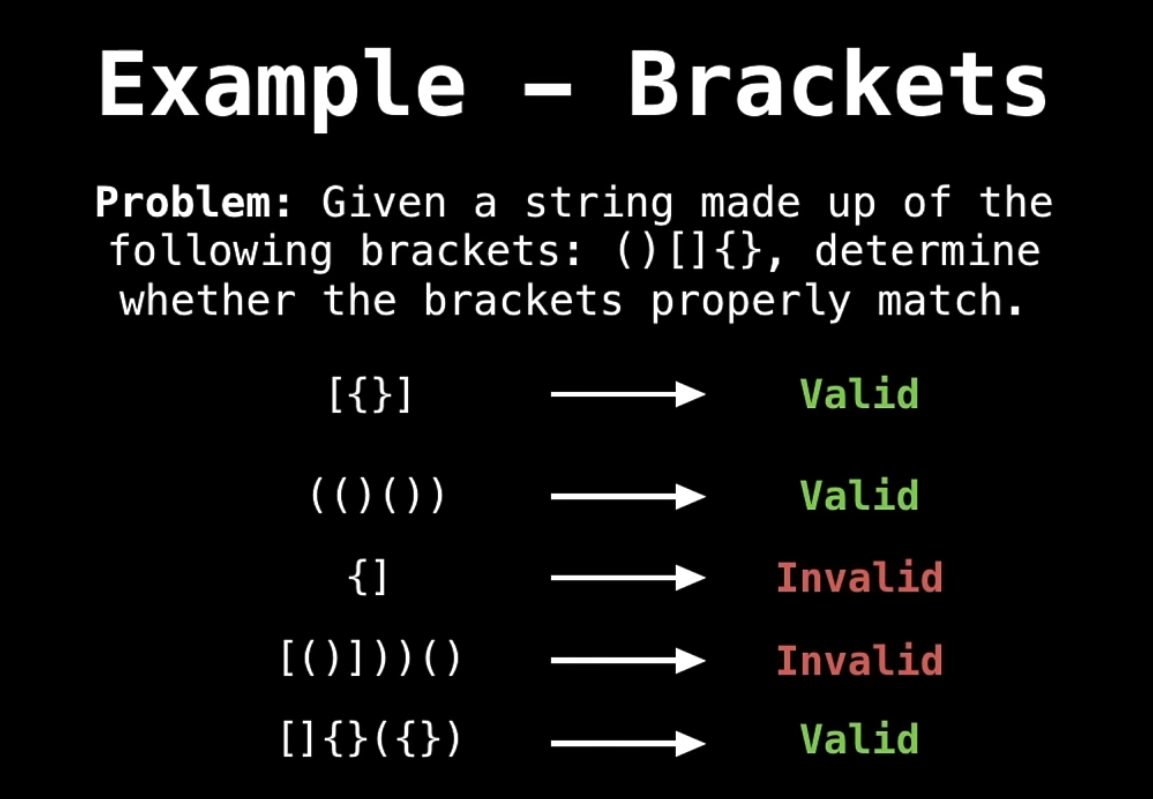 Example – Brackets
Problem: Given a string made up of the
following brackets: ()[]{}, determine
whether the brackets properly match.
[{}] Valid
(()()) Valid
{] Invalid
[()]))() Invalid
[]{}({}) Valid